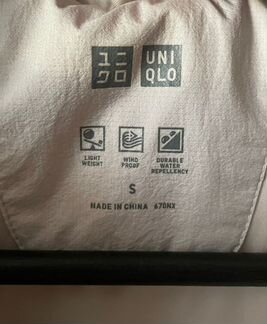 ユニ UNI
クロ QLO
LIGHT WEIGHT WIND PROOF DURABLE WATER REPELLENCY
S
MADE IN CHINA 670NX